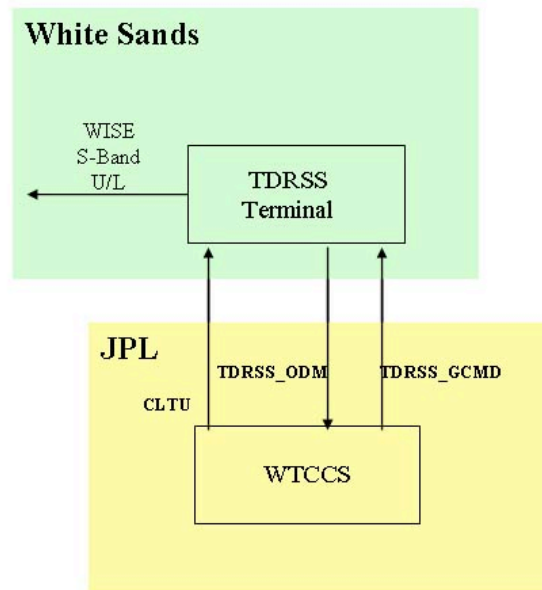 White Sands
WISE
S-Band
U/L
TDRSS
Terminal
JPL
TDRSS_ODM
TDRSS_GCMD
CLTU
WTCCS